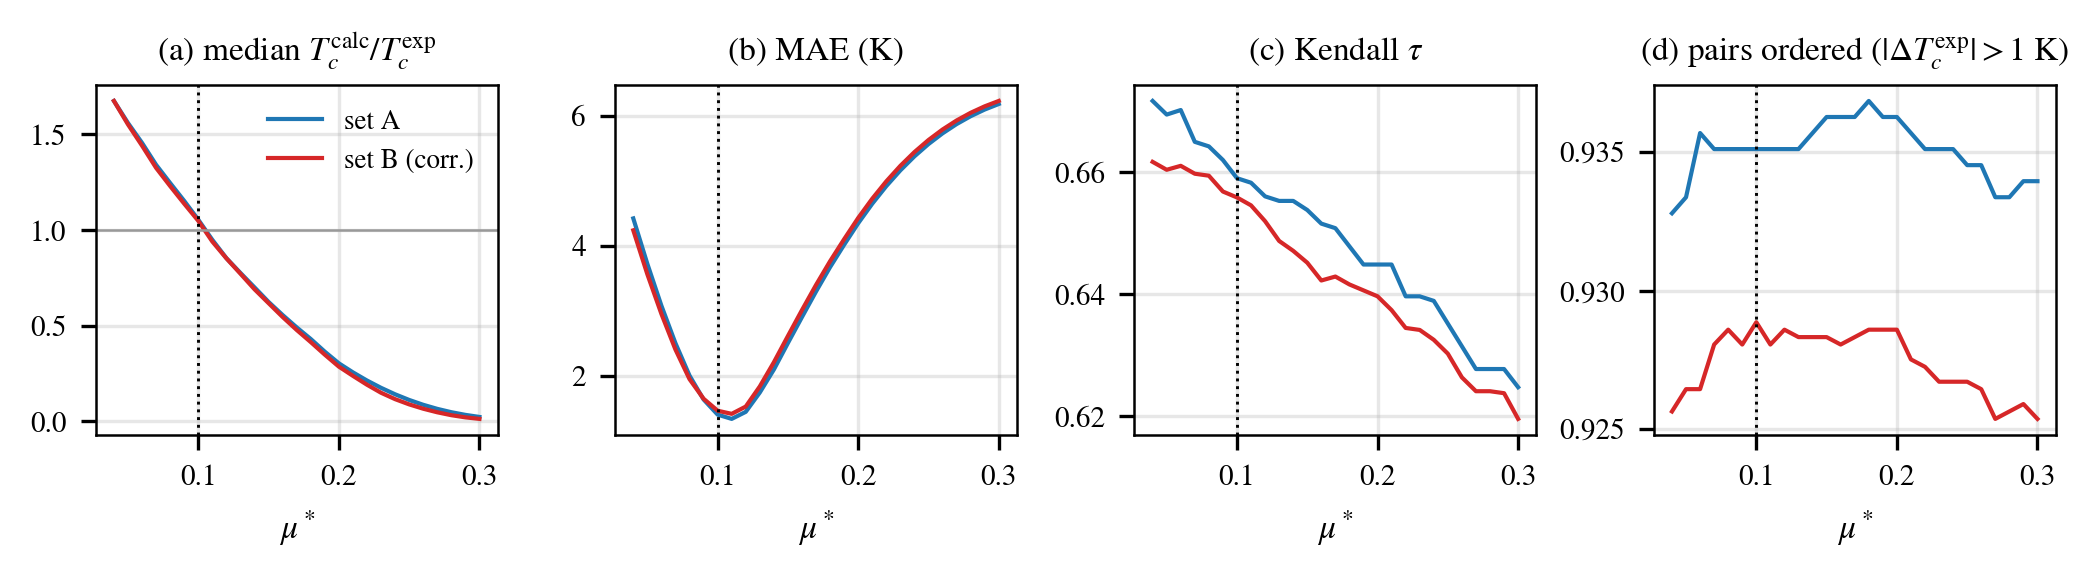 (a) median T_c^calc/T_c^exp
1.5
1.0
0.5
0.0
set A
set B (corr.)
0.1 0.2 0.3
μ*
(b) MAE (K)
6
4
2
0.1 0.2 0.3
μ*
(c) Kendall τ
0.66
0.64
0.62
0.1 0.2 0.3
μ*
(d) pairs ordered (|ΔT_c^exp| > 1 K)
0.935
0.930
0.925
0.1 0.2 0.3
μ*